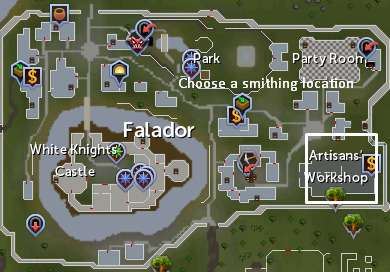 Park
Party Room
Choose a smithing location
Falador
White Knights'
Castle
Artisans'
Workshop